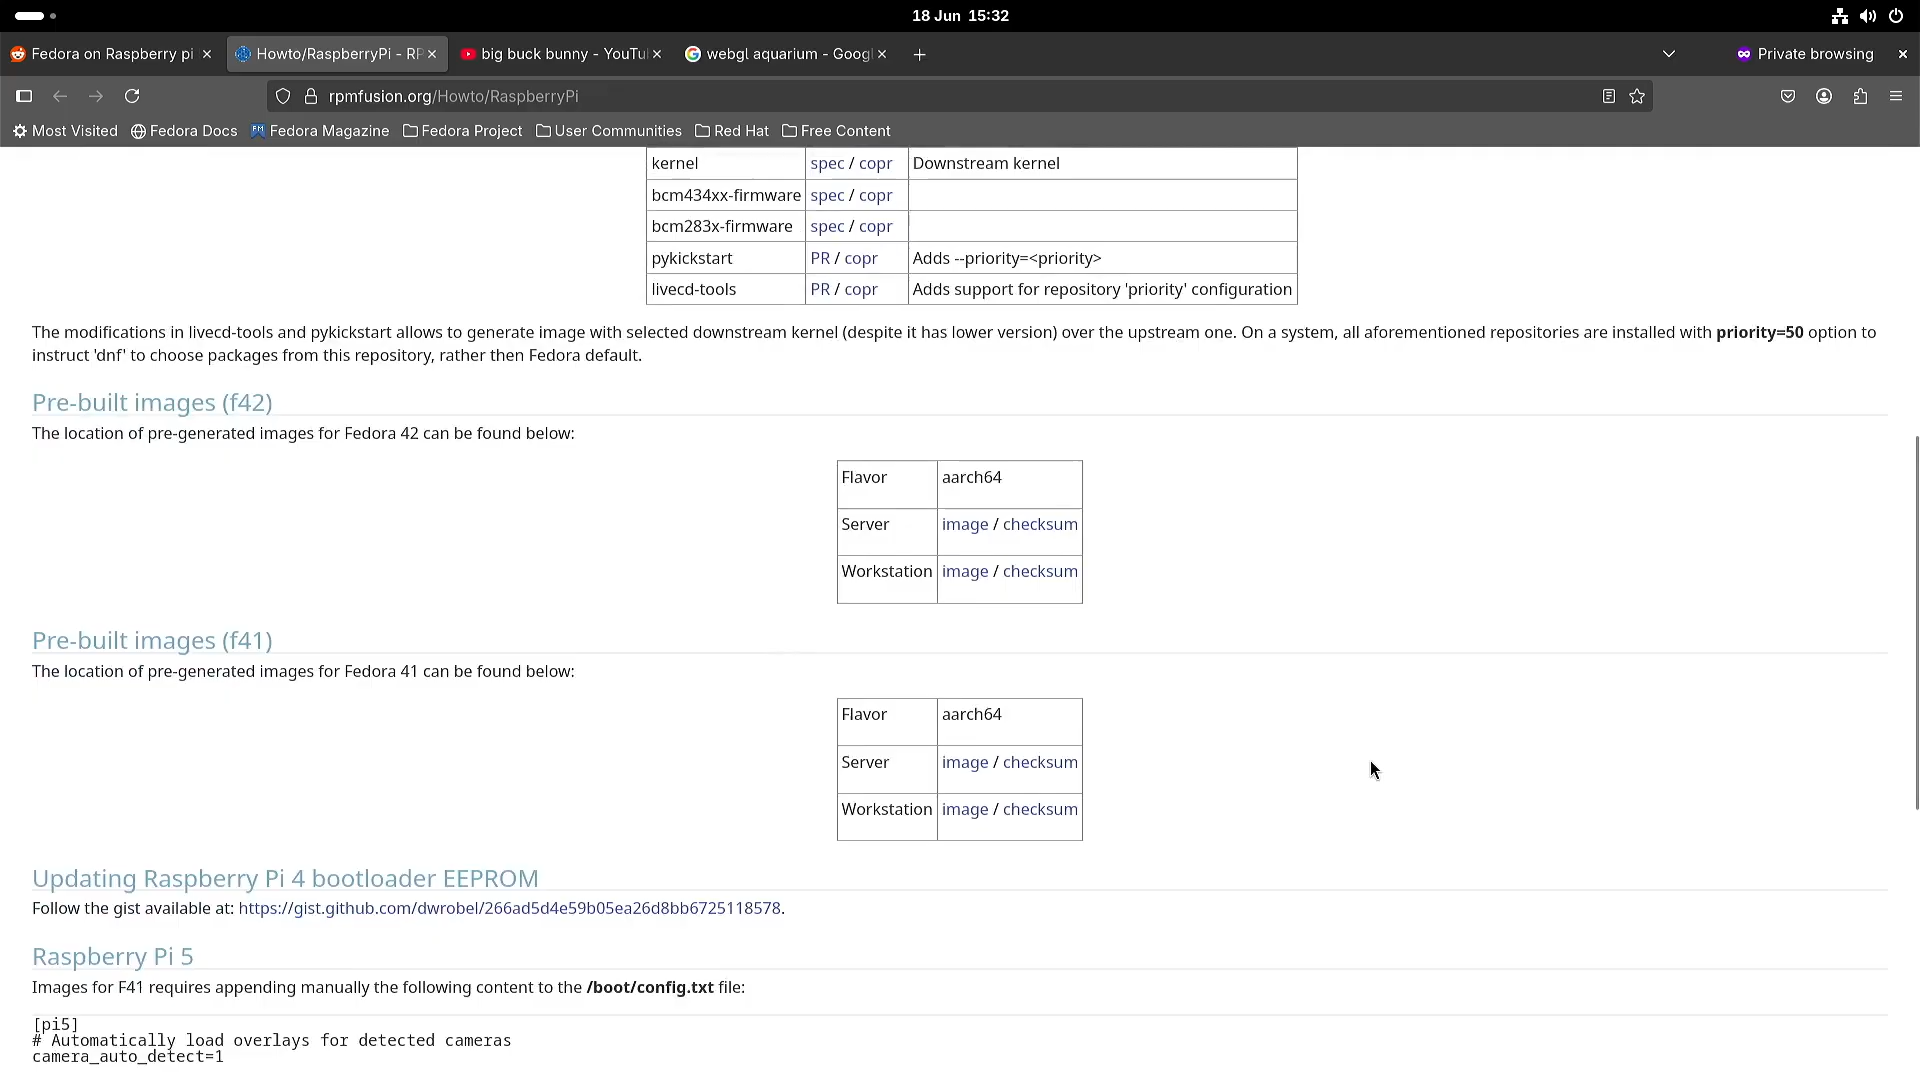 18 Jun 15:32
Fedora on Raspberry pi
Howto/RaspberryPi - RP
big buck bunny - YouTu
webgl aquarium - Googl
Private browsing
rpmfusion.org/Howto/RaspberryPi
Most Visited Fedora Docs Fedora Magazine Fedora Project User Communities Red Hat Free Content
kernel spec / copr Downstream kernel
bcm434xx-firmware spec / copr
bcm283x-firmware spec / copr
pykickstart PR / copr Adds --priority=<priority>
livecd-tools PR / copr Adds support for repository 'priority' configuration
The modifications in livecd-tools and pykickstart allows to generate image with selected downstream kernel (despite it has lower version) over the upstream one. On a system, all aforementioned repositories are installed with priority=50 option to
instruct 'dnf' to choose packages from this repository, rather then Fedora default.
Pre-built images (f42)
The location of pre-generated images for Fedora 42 can be found below:
Flavor aarch64
Server image / checksum
Workstation image / checksum
Pre-built images (f41)
The location of pre-generated images for Fedora 41 can be found below:
Flavor aarch64
Server image / checksum
Workstation image / checksum
Updating Raspberry Pi 4 bootloader EEPROM
Follow the gist available at: https://gist.github.com/dwrobel/266ad5d4e59b05ea26d8bb6725118578.
Raspberry Pi 5
Images for F41 requires appending manually the following content to the /boot/config.txt file:
[pi5]
# Automatically load overlays for detected cameras
camera_auto_detect=1